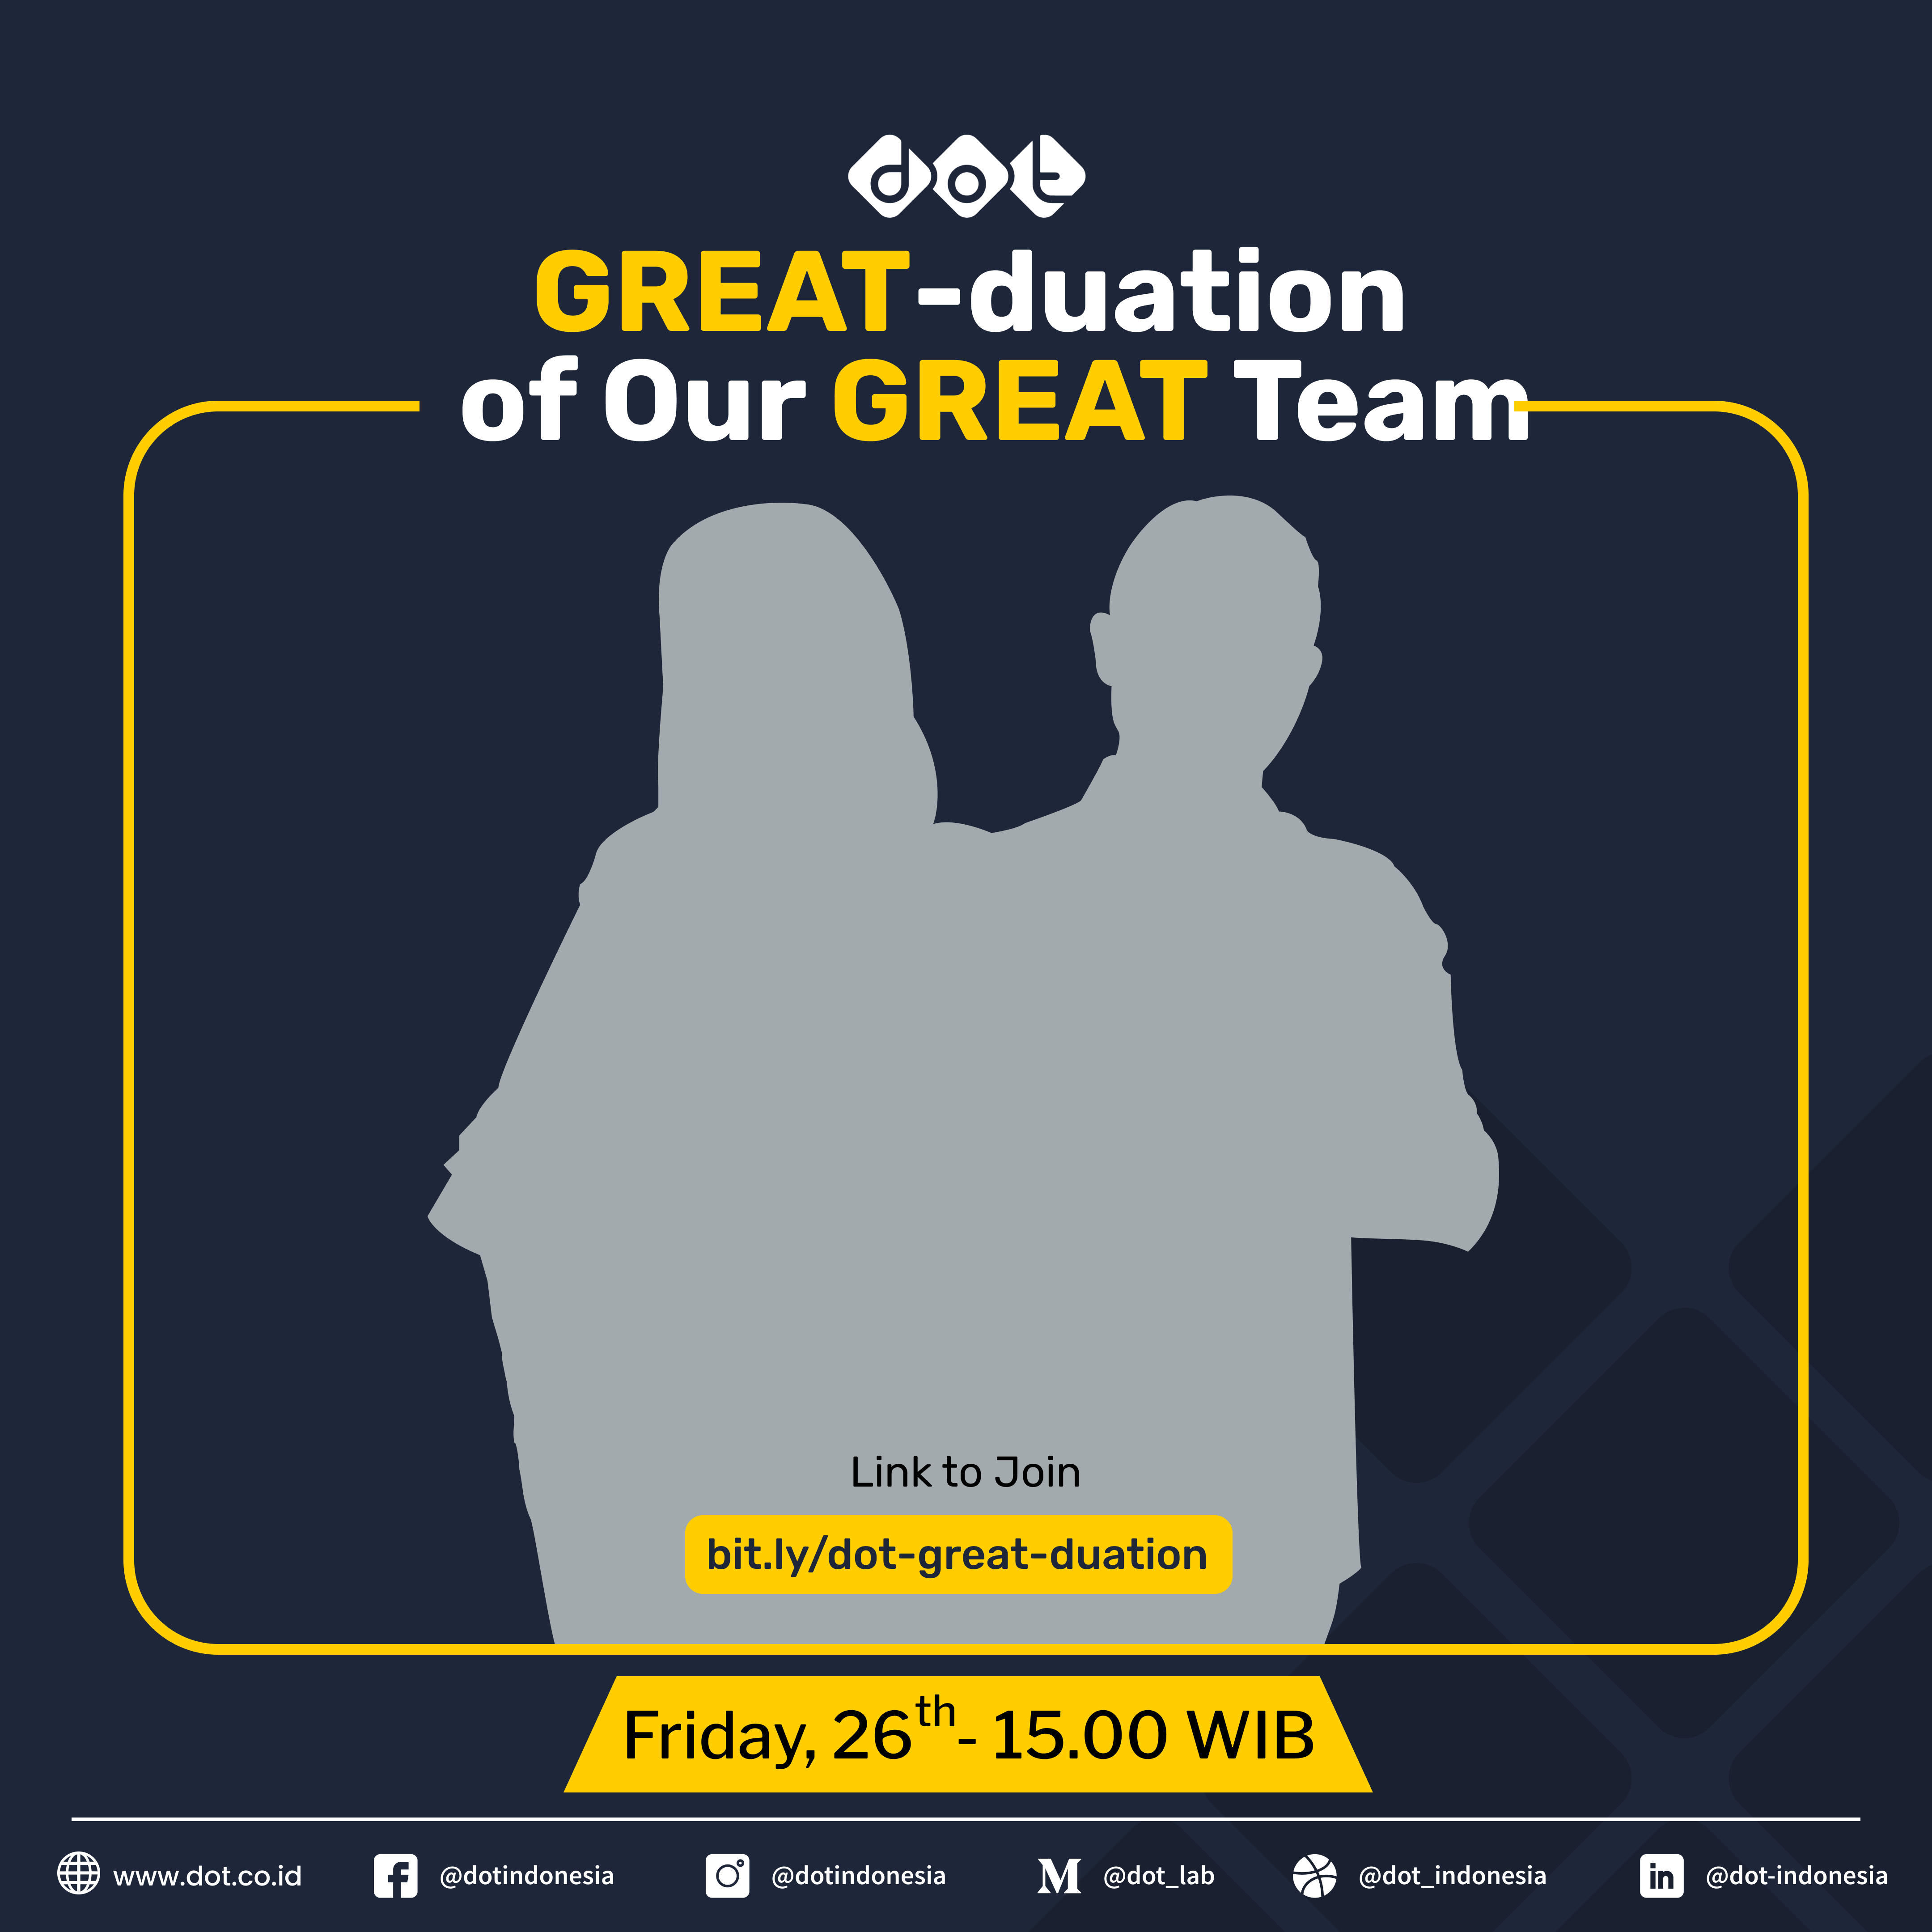 dot
GREAT-duation
of Our GREAT Team
Link to Join
bit.ly/dot-great-duation
Friday, 26th- 15.00 WIB
www.dot.co.id
@dotindonesia
@dotindonesia
@dot_lab
@dot_indonesia
@dot-indonesia